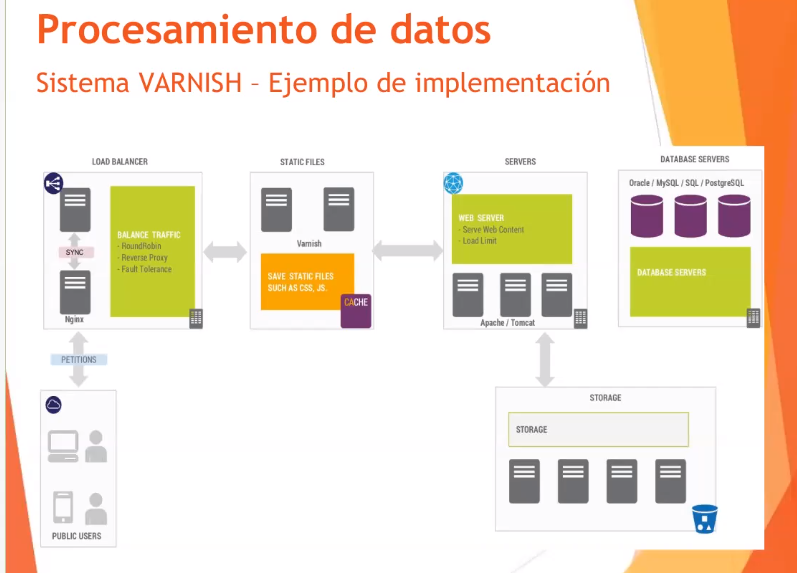 Procesamiento de datos
Sistema VARNISH – Ejemplo de implementación
LOAD BALANCER
BALANCE TRAFFIC
- RoundRobin
- Reverse Proxy
- Fault Tolerance
SYNC
Nginx
PETITIONS
PUBLIC USERS
STATIC FILES
Varnish
SAVE STATIC FILES
SUCH AS CSS, JS.
CACHE
SERVERS
WEB SERVER
- Serve Web Content
- Load Limit
Apache / Tomcat
DATABASE SERVERS
Oracle / MySQL / SQL / PostgreSQL
DATABASE SERVERS
STORAGE
STORAGE